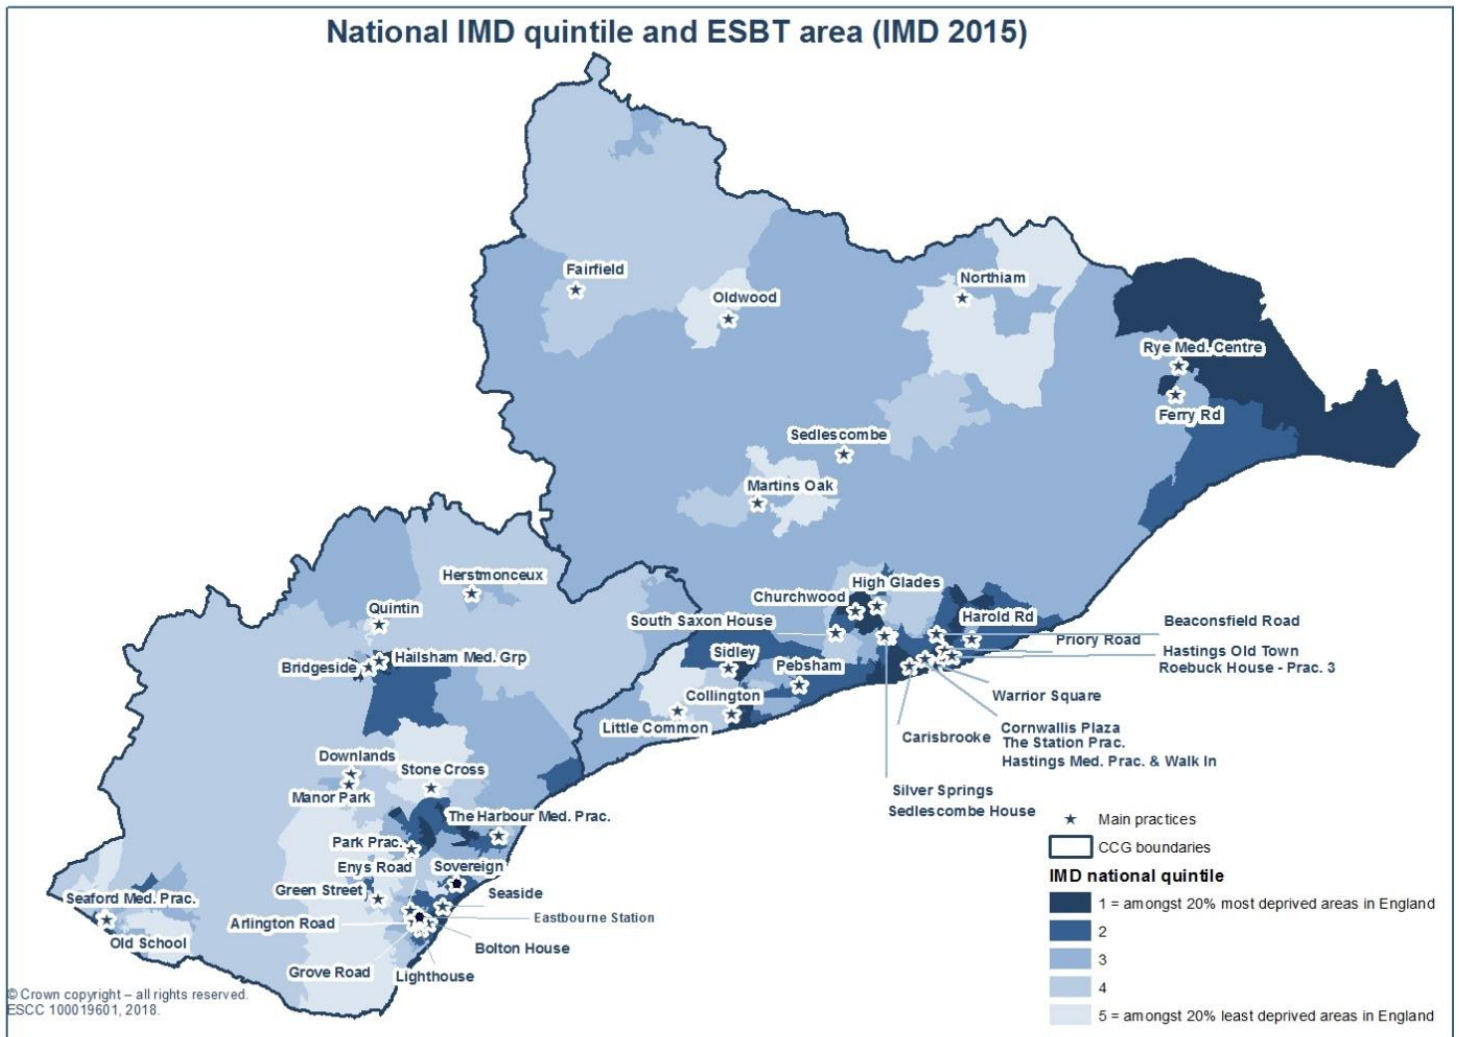 National IMD quintile and ESBT area (IMD 2015)
Fairfield
Oldwood
Northiam
Rye Med. Centre
Ferry Rd
Sedlescombe
Martins Oak
Herstmonceux
Quintin
Bridgeside
Hailsham Med. Grp
High Glades
Churchwood
South Saxon House
Harold Rd
Beaconsfield Road
Priory Road
Hastings Old Town
Roebuck House - Prac. 3
Sidley
Pebsham
Collington
Little Common
Warrior Square
Carisbrooke
Cornwallis Plaza
The Station Prac.
Hastings Med. Prac. & Walk In
Silver Springs
Sedlescombe House
Downlands
Stone Cross
Manor Park
The Harbour Med. Prac.
Park Prac.
Enys Road
Sovereign
Green Street
Seaside
Seaford Med. Prac.
Arlington Road
Eastbourne Station
Old School
Bolton House
Grove Road
Lighthouse
Main practices
CCG boundaries
IMD national quintile
1 = amongst 20% most deprived areas in England
2
3
4
5 = amongst 20% least deprived areas in England
© Crown copyright – all rights reserved.
ESCC 100019601, 2018.